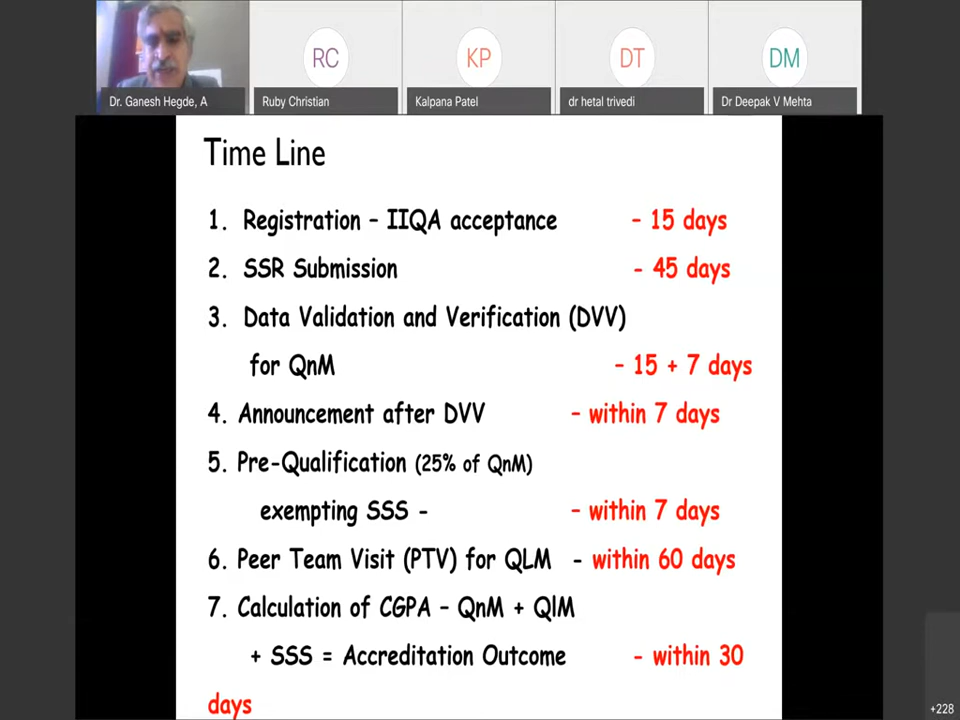 RC
KP
DT
DM
Dr. Ganesh Hegde, A
Ruby Christian
Kalpana Patel
dr hetal trivedi
Dr Deepak V Mehta
Time Line
1. Registration – IIQA acceptance – 15 days
2. SSR Submission - 45 days
3. Data Validation and Verification (DVV)
for QnM – 15 + 7 days
4. Announcement after DVV – within 7 days
5. Pre-Qualification (25% of QnM)
exempting SSS - – within 7 days
6. Peer Team Visit (PTV) for QLM - within 60 days
7. Calculation of CGPA – QnM + QlM
+ SSS = Accreditation Outcome - within 30
days
+228